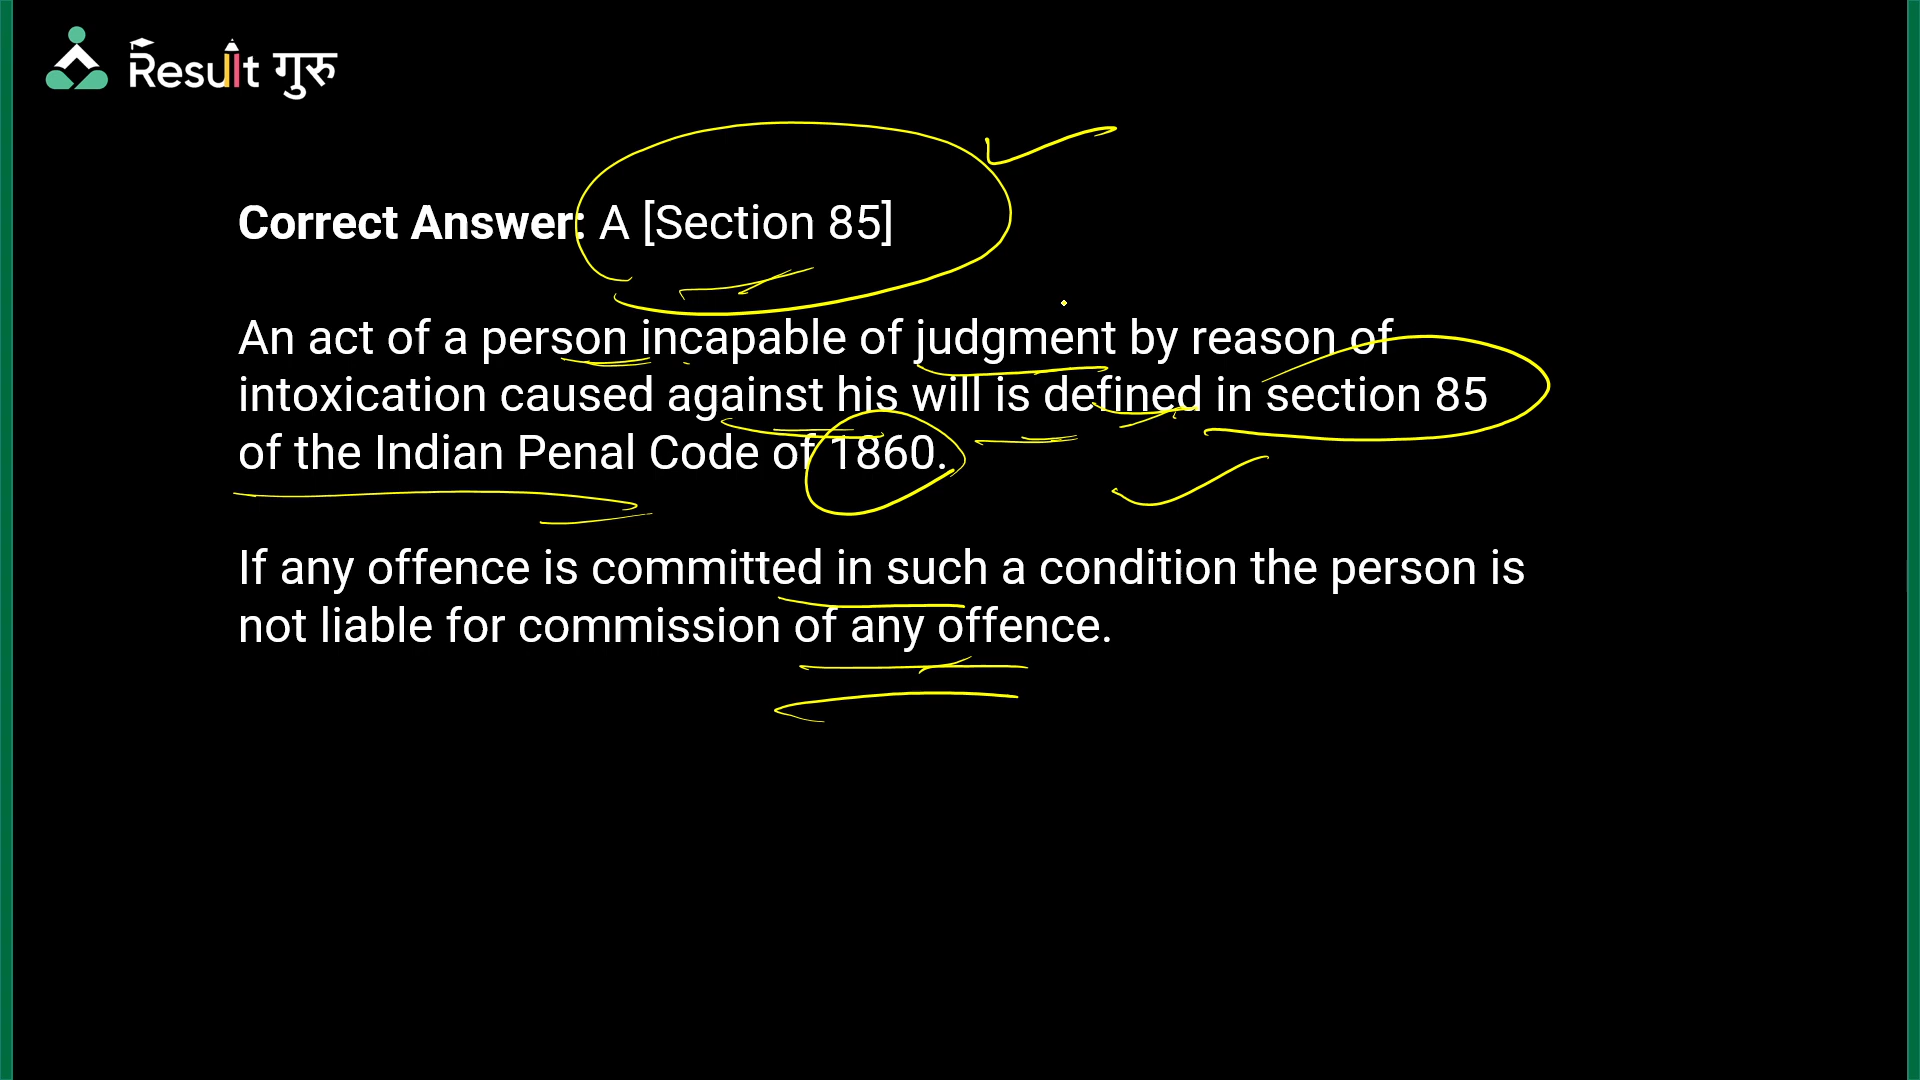 Result गुरु
Correct Answer: A [Section 85]
An act of a person incapable of judgment by reason of
intoxication caused against his will is defined in section 85
of the Indian Penal Code of 1860.
If any offence is committed in such a condition the person is
not liable for commission of any offence.